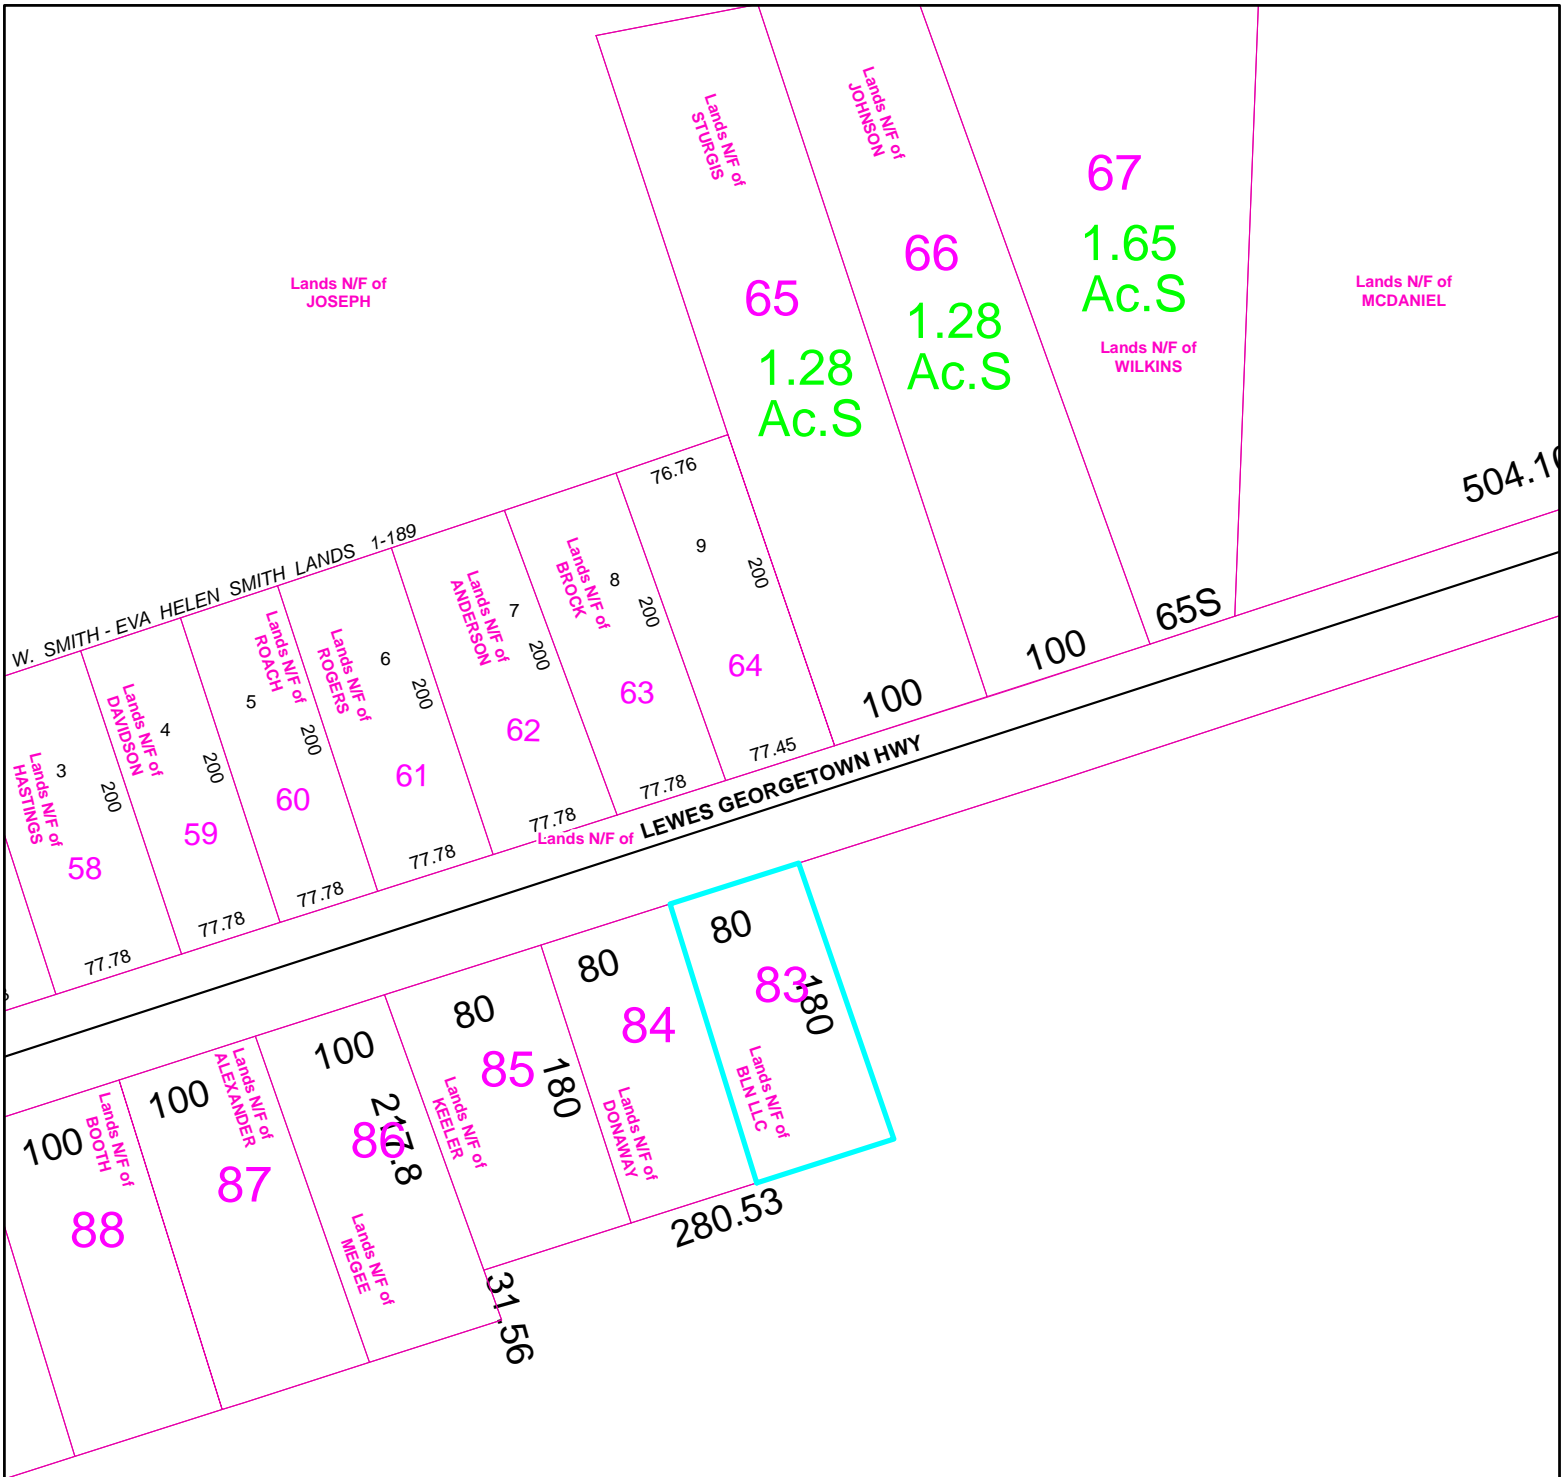 Lands N/F of
STURGIS
Lands N/F of
JOHNSON
67
1.65
Ac.S
Lands N/F of
WILKINS
66
1.28
Ac.S
65
1.28
Ac.S
Lands N/F of
JOSEPH
Lands N/F of
MCDANIEL
504.10
65S
100
100
W. SMITH - EVA HELEN SMITH LANDS 1-189
76.76
9
200
64
77.45
Lands N/F of
BROCK
8
200
63
77.78
Lands N/F of
ANDERSON
7
200
62
77.78
Lands N/F of
ROGERS
6
200
61
77.78
Lands N/F of
ROACH
5
200
60
77.78
Lands N/F of
DAVIDSON
4
200
59
77.78
Lands N/F of
HASTINGS
3
200
58
77.78
Lands N/F of
LEWES GEORGETOWN HWY
80
83
180
Lands N/F of
BLN LLC
80
84
Lands N/F of
DONAWAY
280.53
80
85
180
Lands N/F of
KEELER
31.56
100
86
217.8
Lands N/F of
MEGEE
100
Lands N/F of
ALEXANDER
87
100
Lands N/F of
BOOTH
88